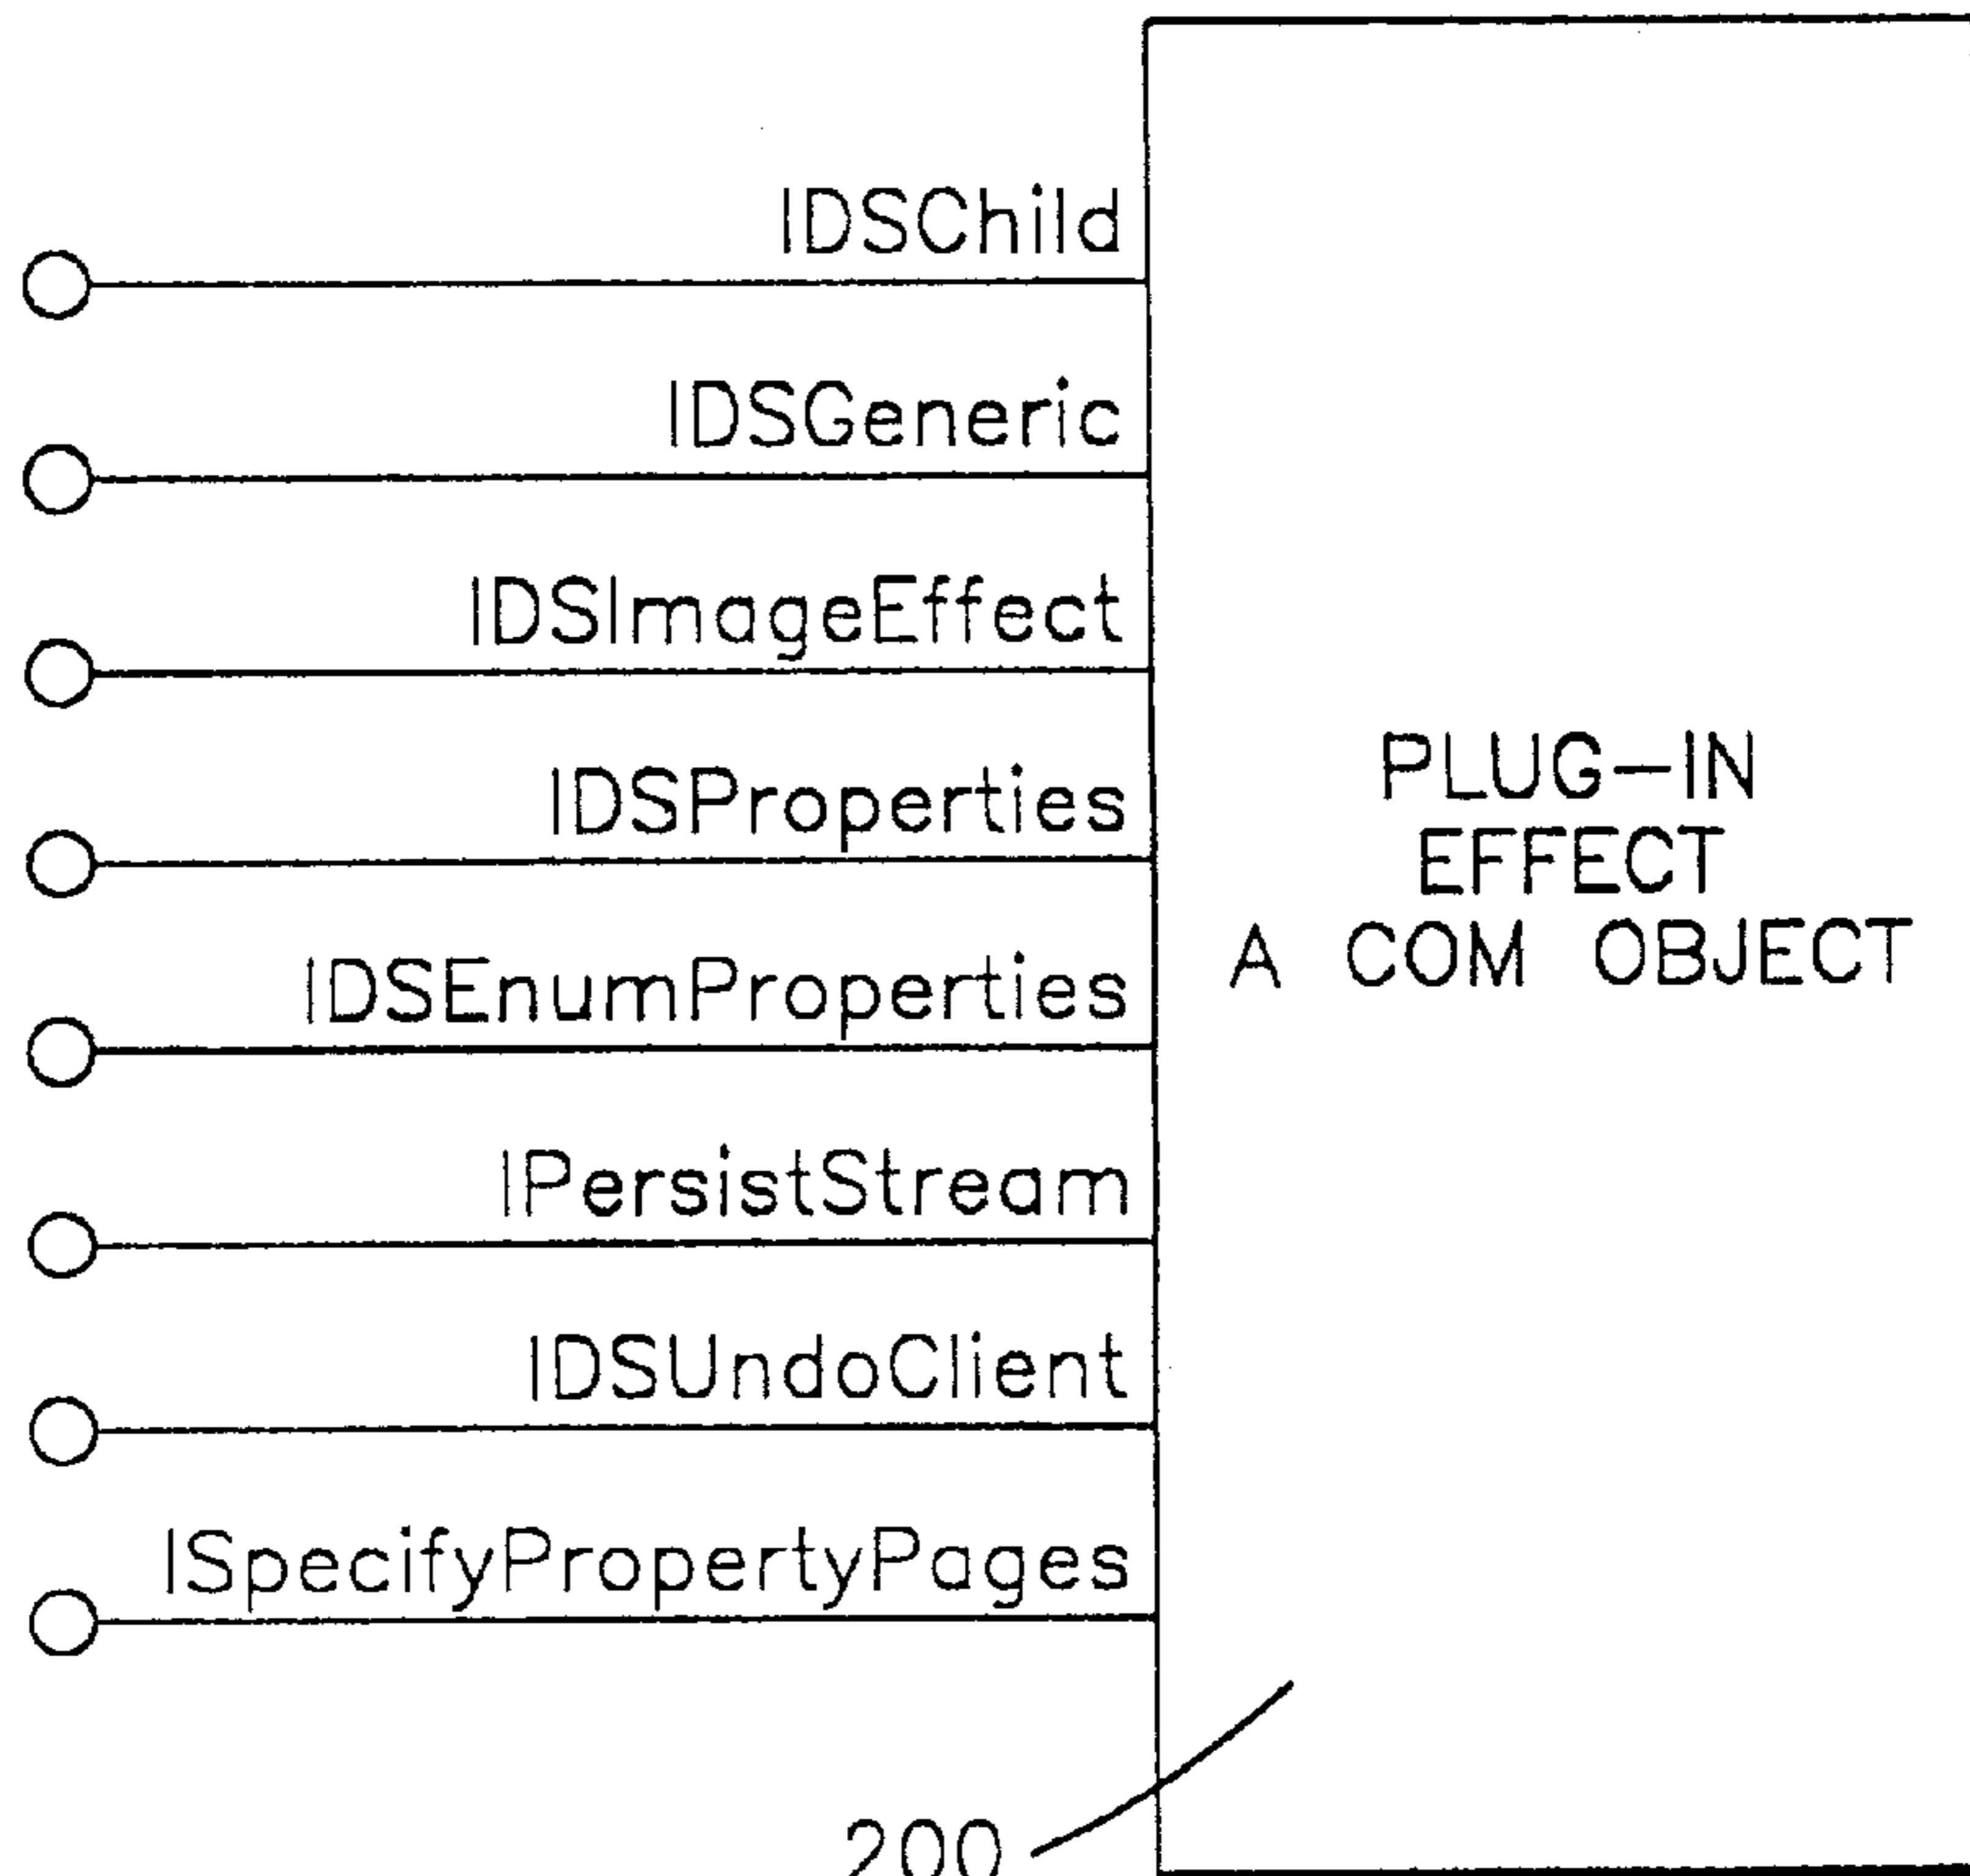 IDSChild
IDSGeneric
IDSImageEffect
IDSProperties
IDSEnumProperties
IPersistStream
IDSUndoClient
ISpecifyPropertyPages
PLUG-IN
EFFECT
A COM OBJECT
200